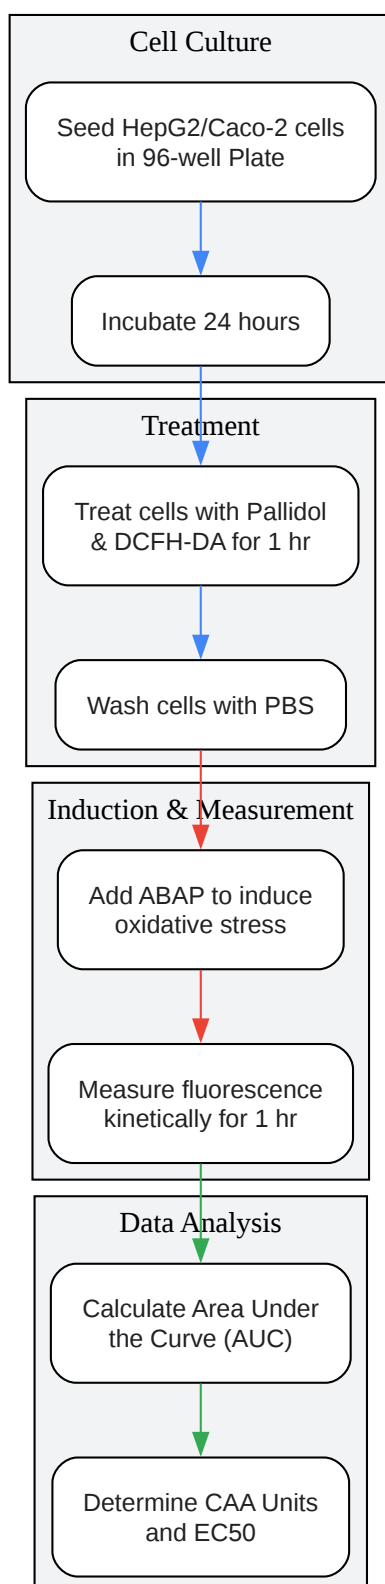 Cell Culture
Seed HepG2/Caco-2 cells
in 96-well Plate
Incubate 24 hours
Treatment
Treat cells with Pallidol
& DCFH-DA for 1 hr
Wash cells with PBS
Induction & Measurement
Add ABAP to induce
oxidative stress
Measure fluorescence
kinetically for 1 hr
Data Analysis
Calculate Area Under
the Curve (AUC)
Determine CAA Units
and EC50